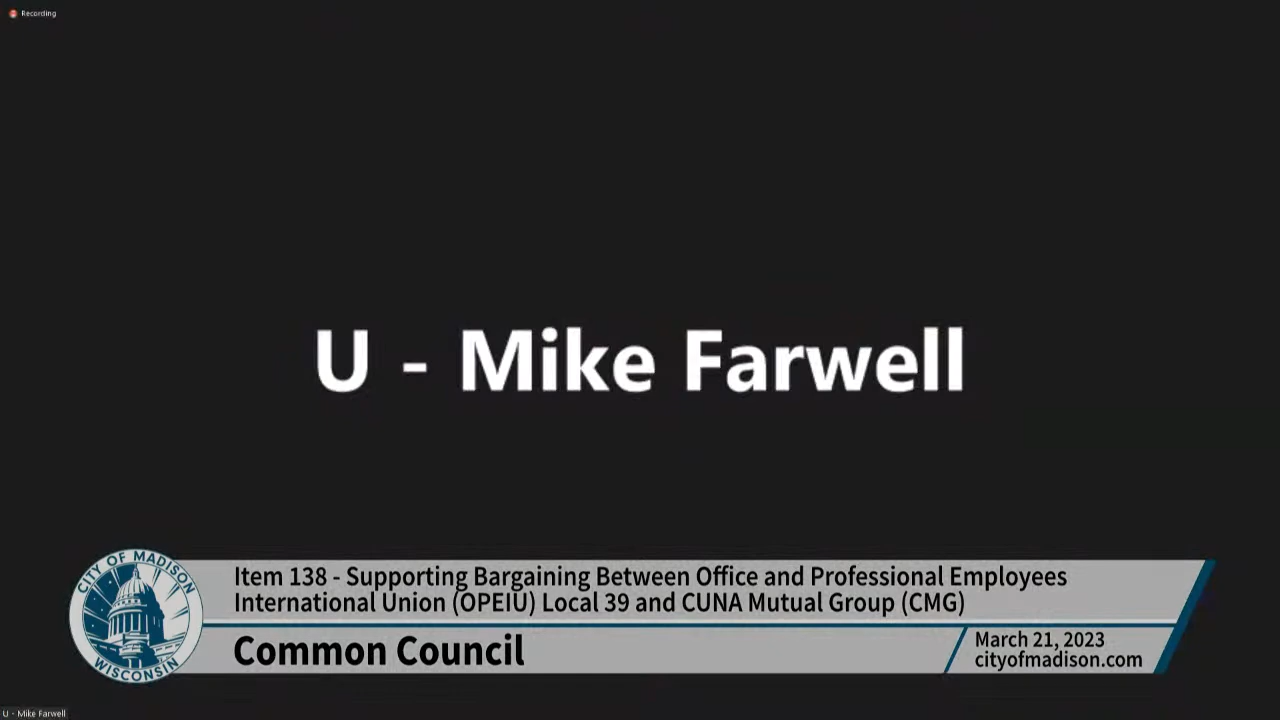 Recording
U - Mike Farwell
CITY OF MADISON
WISCONSIN
Item 138 - Supporting Bargaining Between Office and Professional Employees
International Union (OPEIU) Local 39 and CUNA Mutual Group (CMG)
Common Council
March 21, 2023
cityofmadison.com
U - Mike Farwell